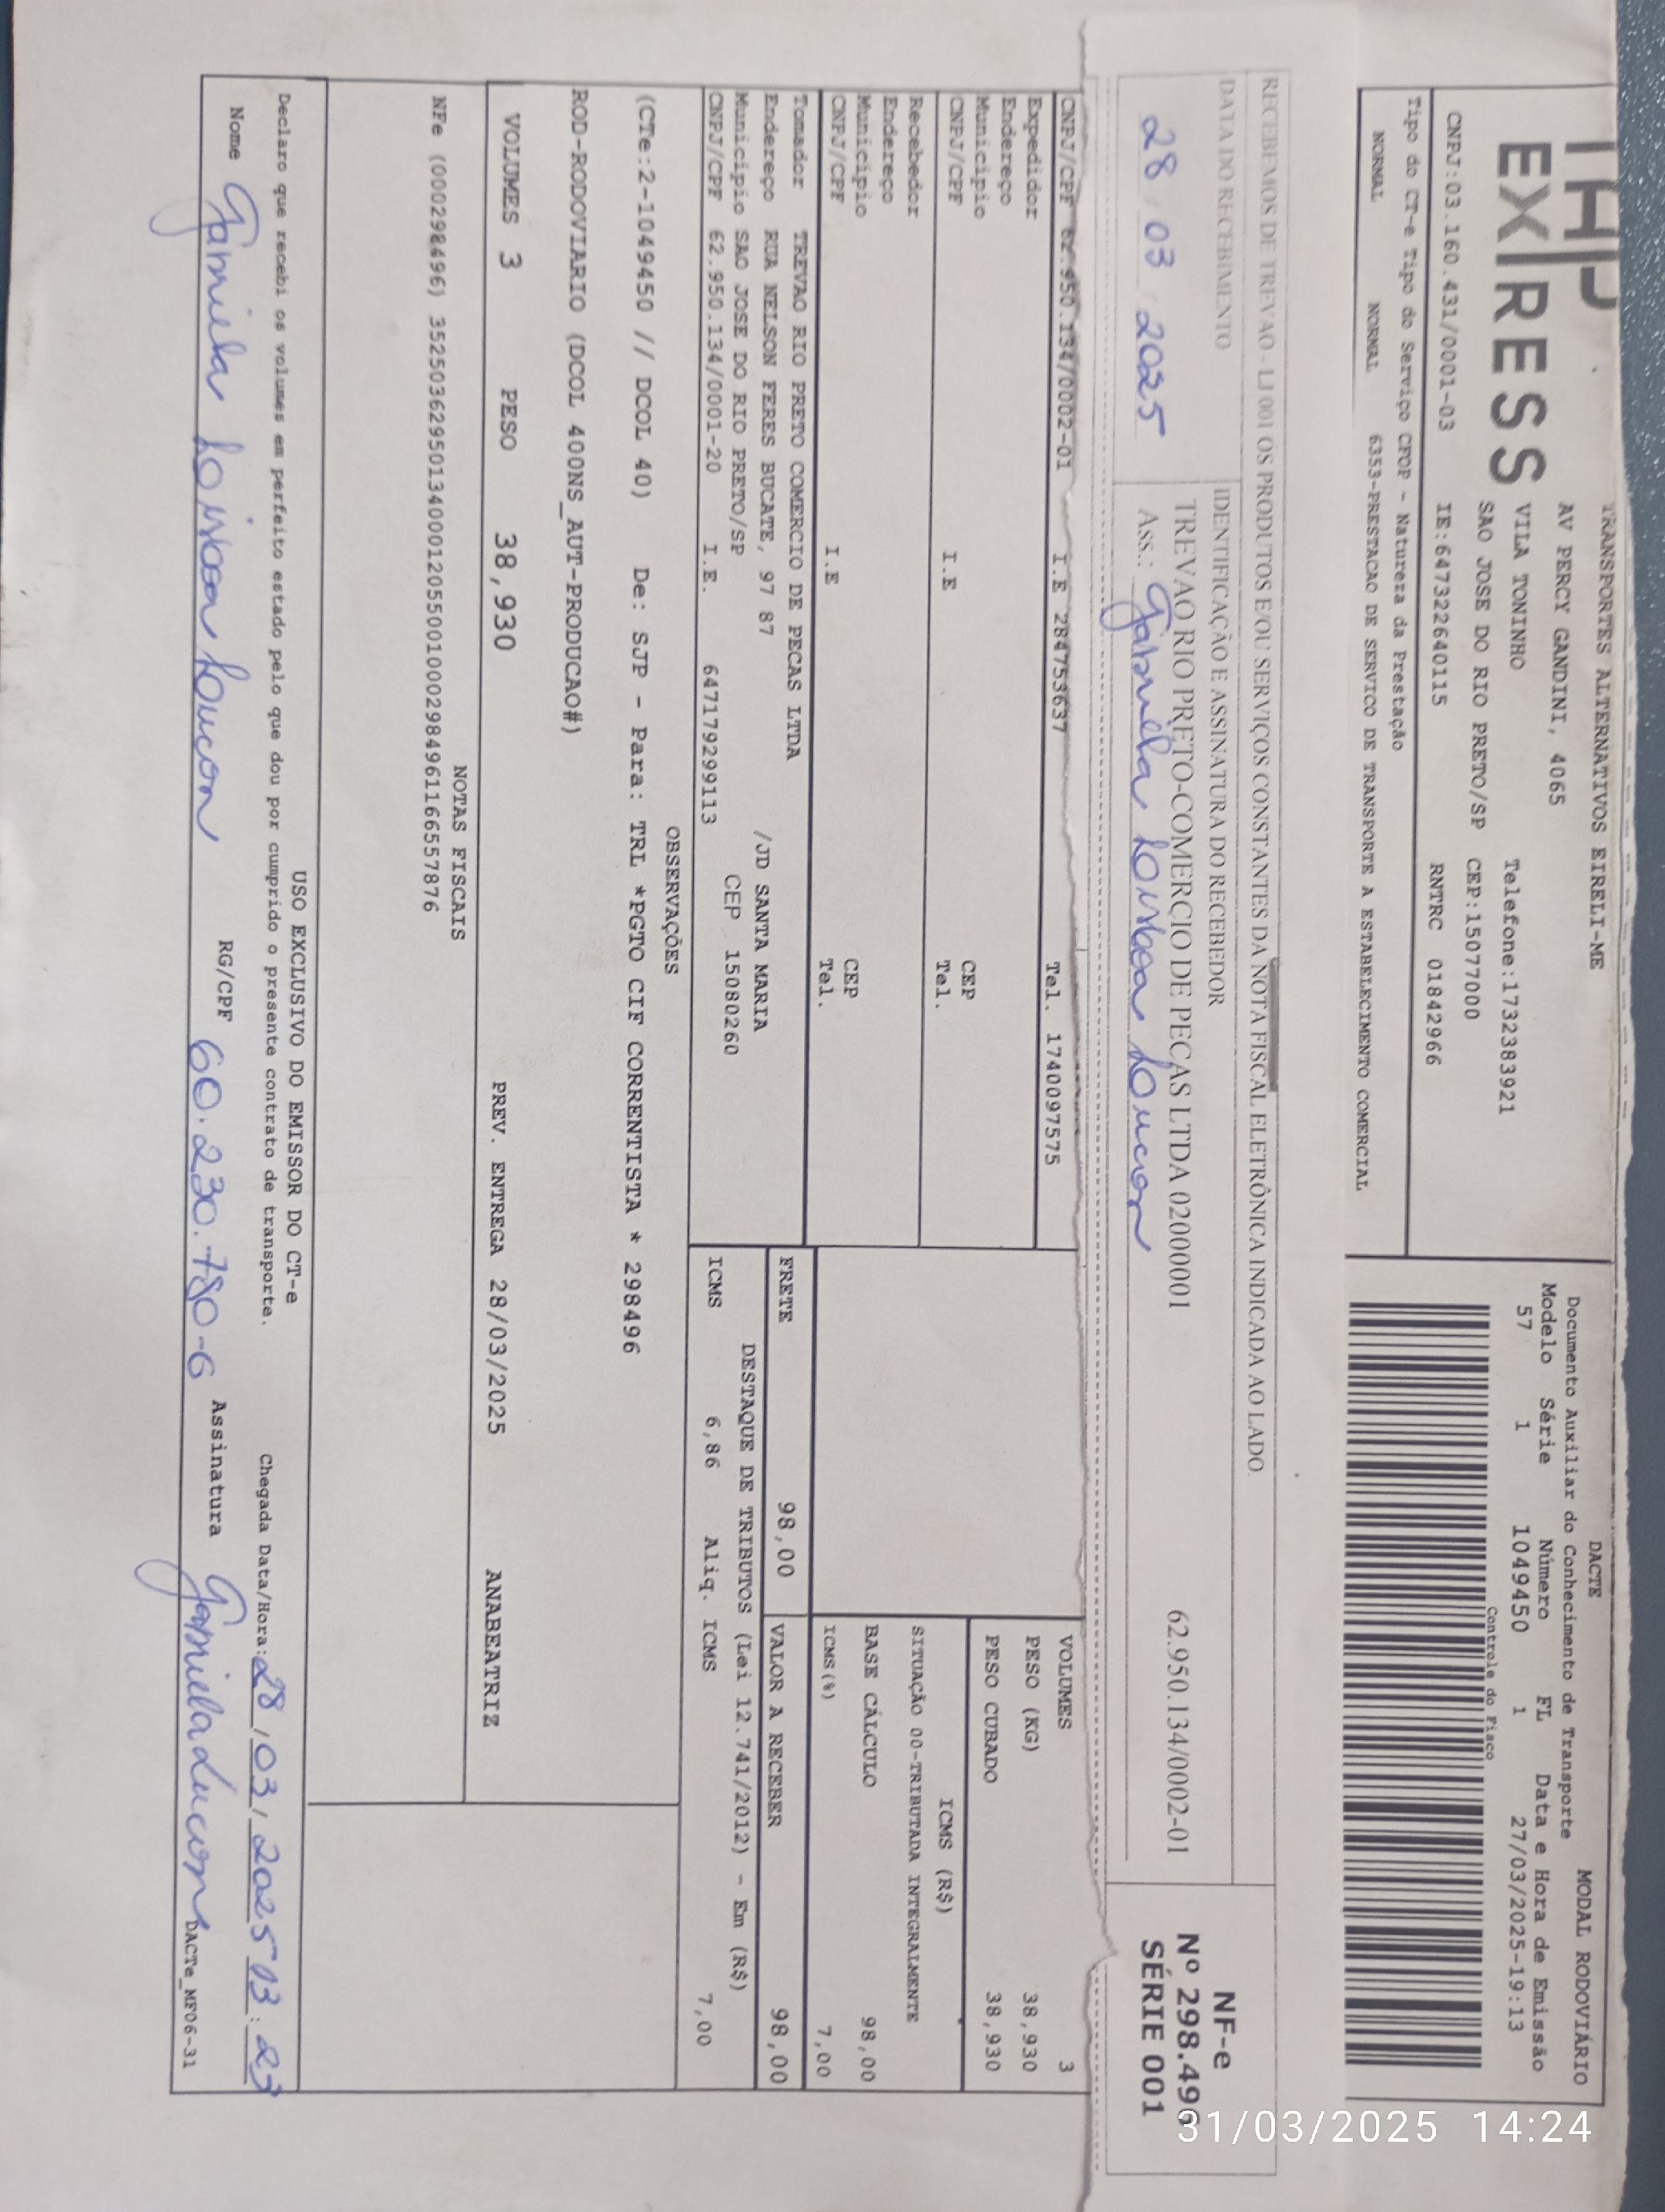 THP
EXPRESS
TRANSPORTES ALTERNATIVOS EIRELI-ME
AV PERCY GANDINI, 4065
VILA TONINHO
Telefone:1732383921
SAO JOSE DO RIO PRETO/SP CEP:15077000
CNPJ:03.160.431/0001-03 IE:647322640115 RNTRC 01842966
Tipo do CT-e Tipo do Serviço CFOP - Natureza da Prestação
NORMAL NORMAL 6353-PRESTACAO DE SERVICO DE TRANSPORTE A ESTABELECIMENTO COMERCIAL
DACTE MODAL RODOVIÁRIO
Documento Auxiliar do Conhecimento de Transporte
Modelo Série Número FL Data e Hora de Emissão
57 1 1049450 1 27/03/2025-19:13
Controle do Fisco
RECEBEMOS DE TREVAO - LJ 001 OS PRODUTOS E/OU SERVIÇOS CONSTANTES DA NOTA FISCAL ELETRÔNICA INDICADA AO LADO.
DATA DO RECEBIMENTO IDENTIFICAÇÃO E ASSINATURA DO RECEBEDOR
TREVAO RIO PRETO-COMERCIO DE PECAS LTDA 02000001 62.950.134/0002-01
28 03 2025 Ass.:
NF-e
Nº 298.496
SÉRIE 001
CNPJ/CPF 62.950.134/0002-01 I.E 284753637 Tel. 1740097575
Expedidor
Endereço
Município CEP
CNPJ/CPF I.E Tel.
Recebedor
Endereço
Município CEP
CNPJ/CPF I.E Tel.
Tomador TREVAO RIO PRETO COMERCIO DE PECAS LTDA
Endereço RUA NELSON FERES BUCATE, 97 87 /JD SANTA MARIA
Município SAO JOSE DO RIO PRETO/SP CEP 15080260
CNPJ/CPF 62.950.134/0001-20 I.E. 647179299113
VOLUMES 3
PESO (KG) 38,930
PESO CUBADO 38,930
ICMS (R$)
SITUAÇÃO 00-TRIBUTADA INTEGRALMENTE
BASE CÁLCULO 98,00
ICMS(%) 7,00
FRETE 98,00 VALOR A RECEBER 98,00
DESTAQUE DE TRIBUTOS (Lei 12.741/2012) - Em (R$)
ICMS 6,86 Aliq. ICMS 7,00
OBSERVAÇÕES
(CTe:2-1049450 // DCOL 40) De: SJP - Para: TRL *PGTO CIF CORRENTISTA * 298496
ROD-RODOVIARIO (DCOL 400NS_AUT-PRODUCAO#)
VOLUMES 3 PESO 38,930 PREV. ENTREGA 28/03/2025 ANABEATRIZ
NOTAS FISCAIS
NFe (000298496) 35250362950134000120550010002984961166557876
USO EXCLUSIVO DO EMISSOR DO CT-e
Declaro que recebi os volumes em perfeito estado pelo que dou por cumprido o presente contrato de transporte. Chegada Data/Hora:28/03/2025 13:23
Nome RG/CPF 60.230.780-6 Assinatura
DACTe_MF06-31
31/03/2025 14:24